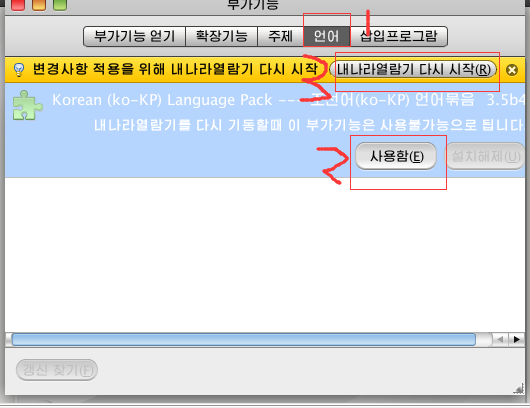 부가기능
부가기능 얻기 확장기능 주제 언어 삽입프로그람
1
변경사항 적용을 위해 내나라열람기 다시 시작 내나라열람기 다시 시작(R)
3
Korean (ko-KP) Language Pack --- 조선어(ko-KP) 언어묶음 3.5b4
내나라열람기를 다시 기동할때 이 부가기능은 사용불가능으로 됩니다
2
사용함(E) 설치해제(U)
갱신 찾기(F)